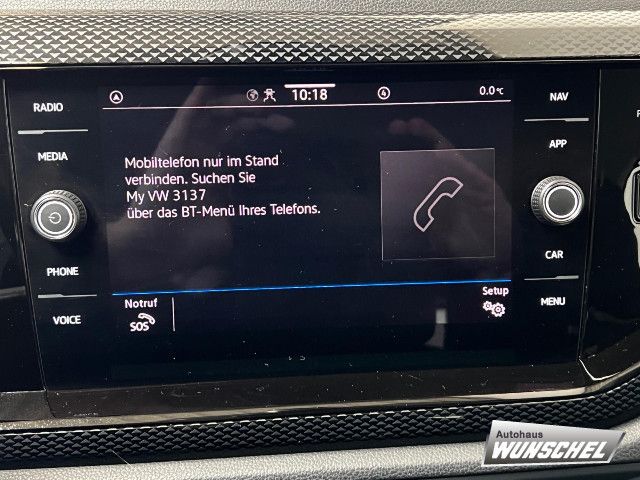 RADIO
MEDIA
PHONE
VOICE
10:18
0.0°C
Mobiltelefon nur im Stand
verbinden. Suchen Sie
My VW 3137
über das BT-Menü Ihres Telefons.
Notruf
SOS
Setup
NAV
APP
CAR
MENU
Autohaus
WUNSCHEL